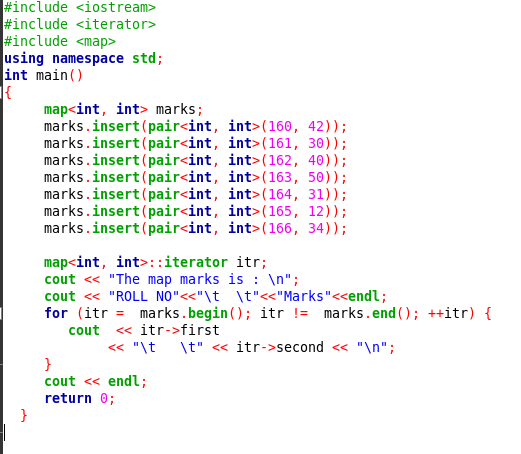 #include <iostream>
#include <iterator>
#include <map>
using namespace std;
int main()
{
     map<int, int> marks;
     marks.insert(pair<int, int>(160, 42));
     marks.insert(pair<int, int>(161, 30));
     marks.insert(pair<int, int>(162, 40));
     marks.insert(pair<int, int>(163, 50));
     marks.insert(pair<int, int>(164, 31));
     marks.insert(pair<int, int>(165, 12));
     marks.insert(pair<int, int>(166, 34));

     map<int, int>::iterator itr;
     cout << "The map marks is : \n";
     cout << "ROLL NO"<<"\t  \t"<<"Marks"<<endl;
     for (itr =  marks.begin(); itr !=  marks.end(); ++itr) {
        cout  << itr->first
             << "\t   \t" << itr->second << "\n";
     }
     cout << endl;
     return 0;
  }